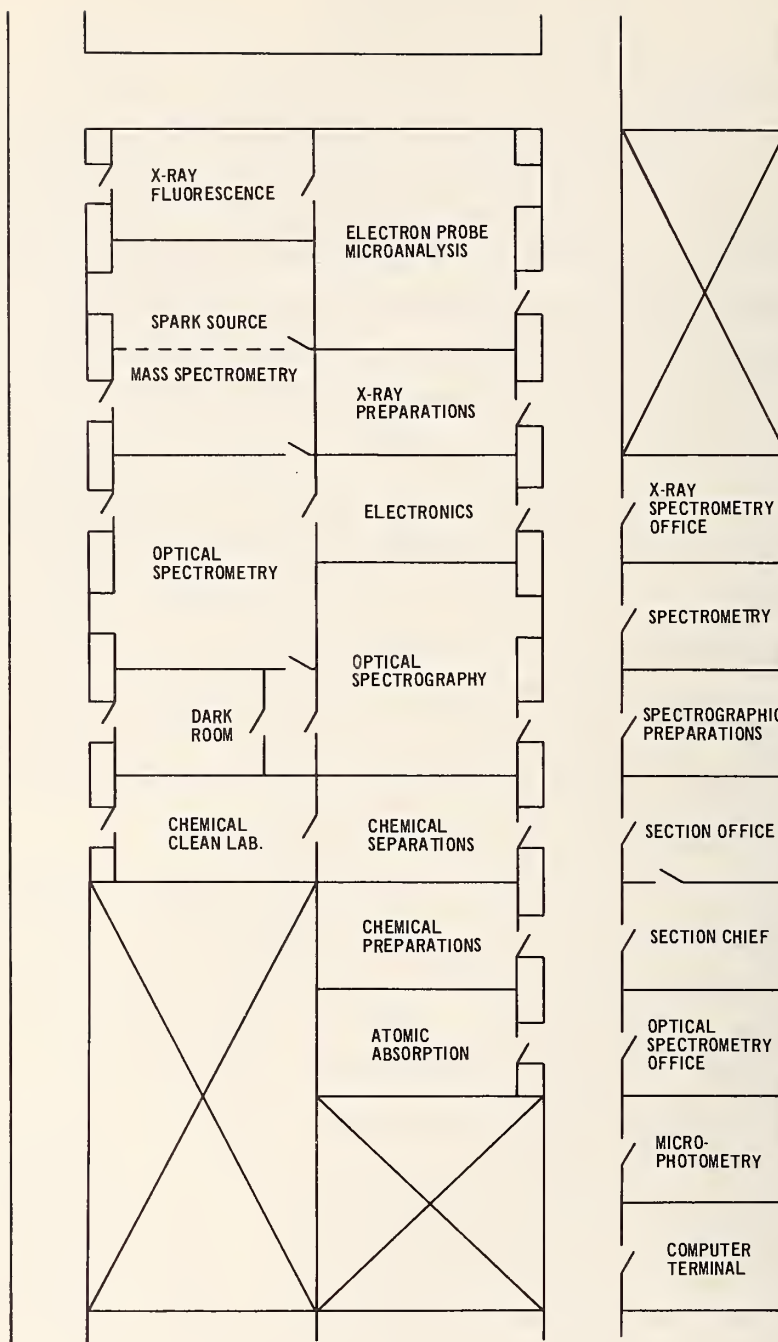 X-RAY
FLUORESCENCE
ELECTRON PROBE
MICROANALYSIS
SPARK SOURCE
MASS SPECTROMETRY
X-RAY
PREPARATIONS
ELECTRONICS
OPTICAL
SPECTROMETRY
OPTICAL
SPECTROGRAPHY
DARK
ROOM
CHEMICAL
CLEAN LAB.
CHEMICAL
SEPARATIONS
CHEMICAL
PREPARATIONS
ATOMIC
ABSORPTION
X-RAY
SPECTROMETRY
OFFICE
SPECTROMETRY
SPECTROGRAPHIC
PREPARATIONS
SECTION OFFICE
SECTION CHIEF
OPTICAL
SPECTROMETRY
OFFICE
MICRO-
PHOTOMETRY
COMPUTER
TERMINAL